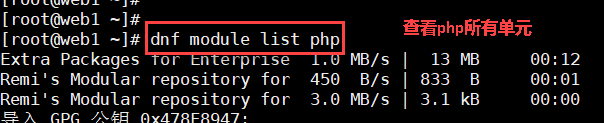 [root@web1 ~]#
[root@web1 ~]#
[root@web1 ~]# dnf module list php 查看php所有单元
Extra Packages for Enterprise 1.0 MB/s | 13 MB 00:12
Remi's Modular repository for 450 B/s | 833 B 00:01
Remi's Modular repository for 3.0 MB/s | 3.1 kB 00:00
导入 GPG 公钥 0x478F8947: